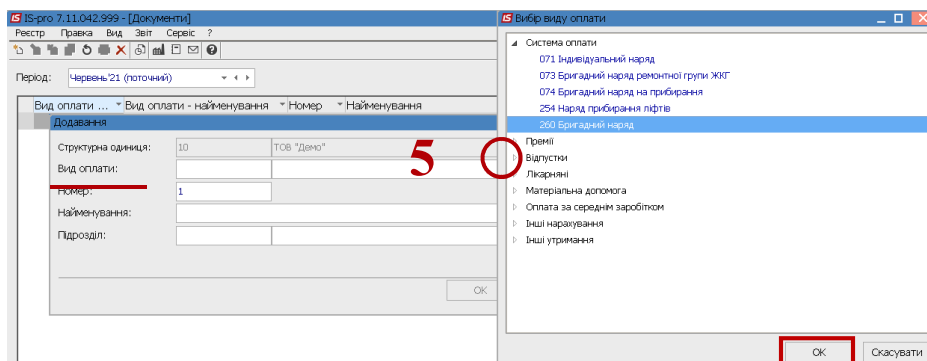 IS-pro 7.11.042.999 - [Документи]
Реєстр Правка Вид Звіт Сервіс ?
Період: Червень'21 (поточний)
Вид оплати ... Вид оплати - найменування Номер Найменування
Додавання
Структурна одиниця: 10 ТОВ "Демо"
Вид оплати:
Номер: 1
Найменування:
Підрозділ:
ОК
5
Вибір виду оплати
Система оплати
071 Індивідуальний наряд
073 Бригадний наряд ремонтної групи ЖКГ
074 Бригадний наряд на прибирання
254 Наряд прибирання ліфтів
260 Бригадний наряд
Премії
Відпустки
Лікарняні
Матеріальна допомога
Оплата за середнім заробітком
Інші нарахування
Інші утримання
ОК Скасувати